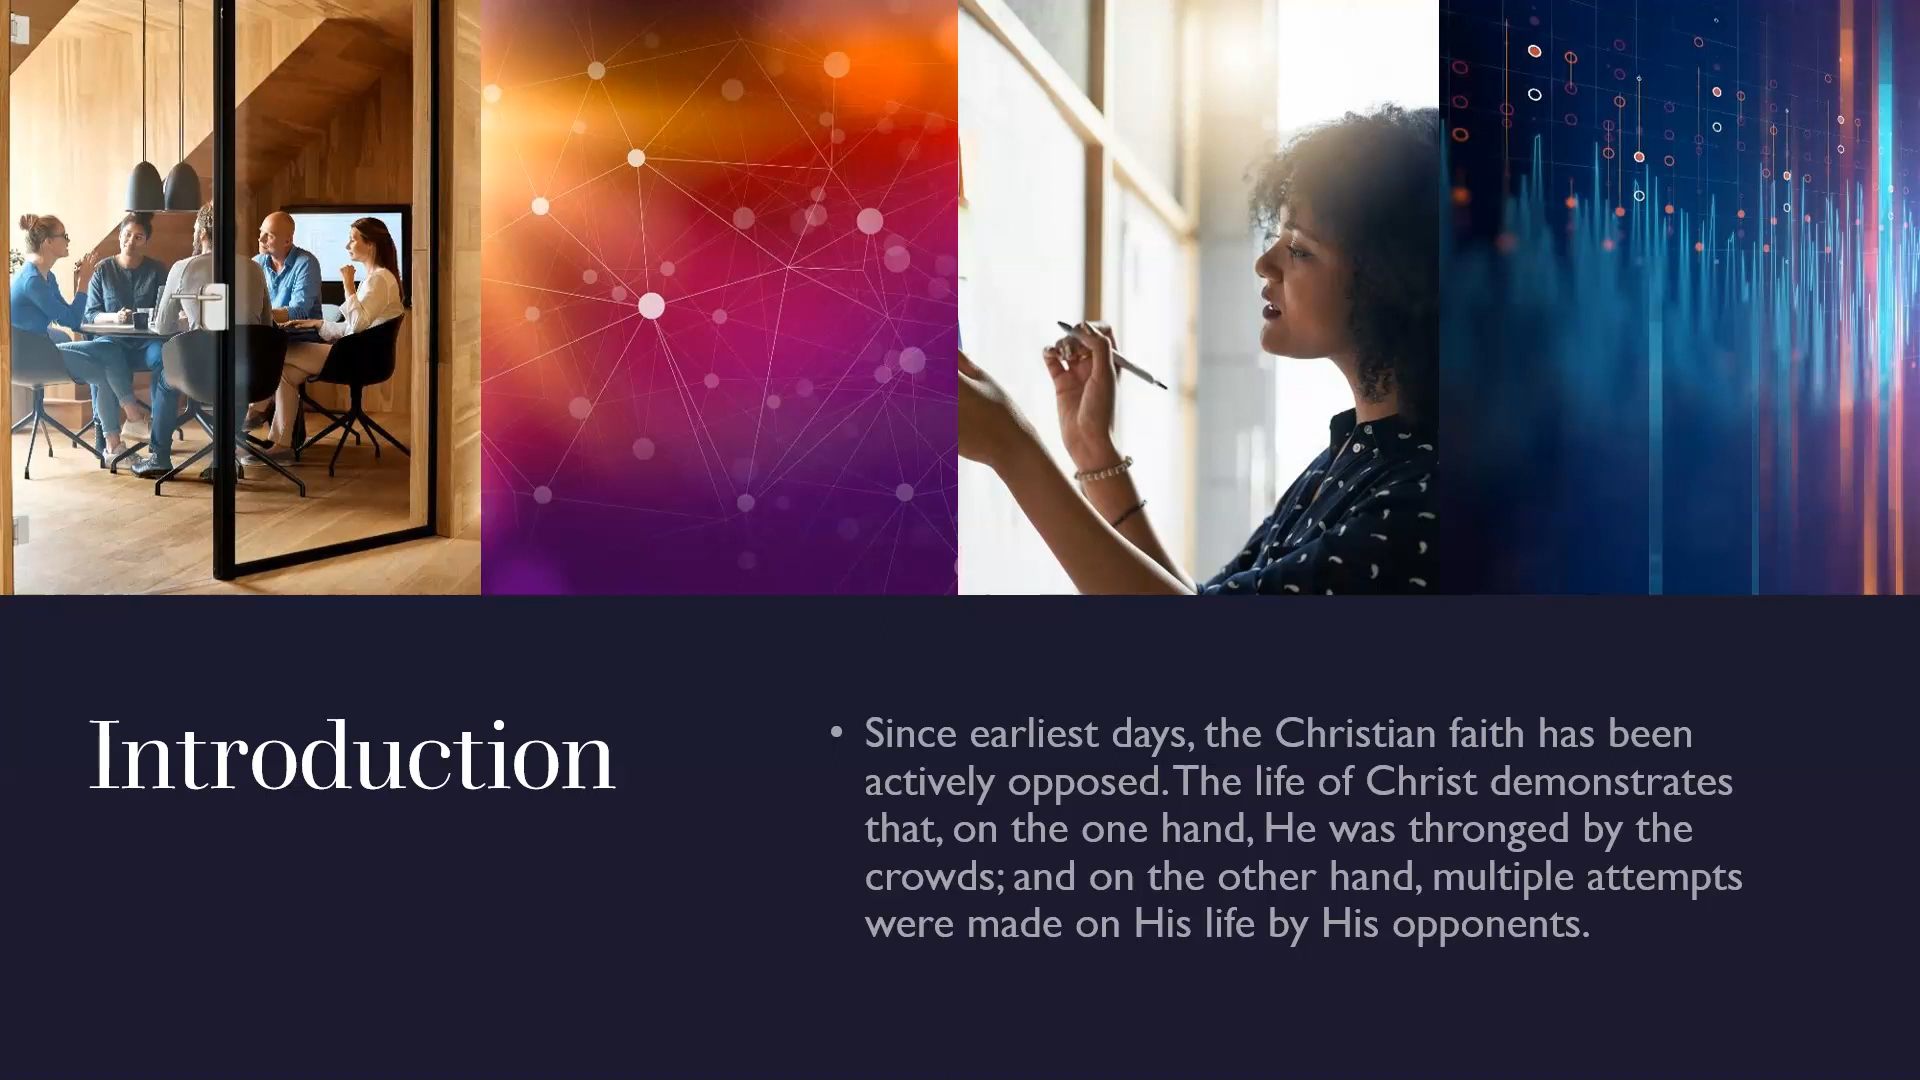 Introduction
• Since earliest days, the Christian faith has been
actively opposed. The life of Christ demonstrates
that, on the one hand, He was thronged by the
crowds; and on the other hand, multiple attempts
were made on His life by His opponents.